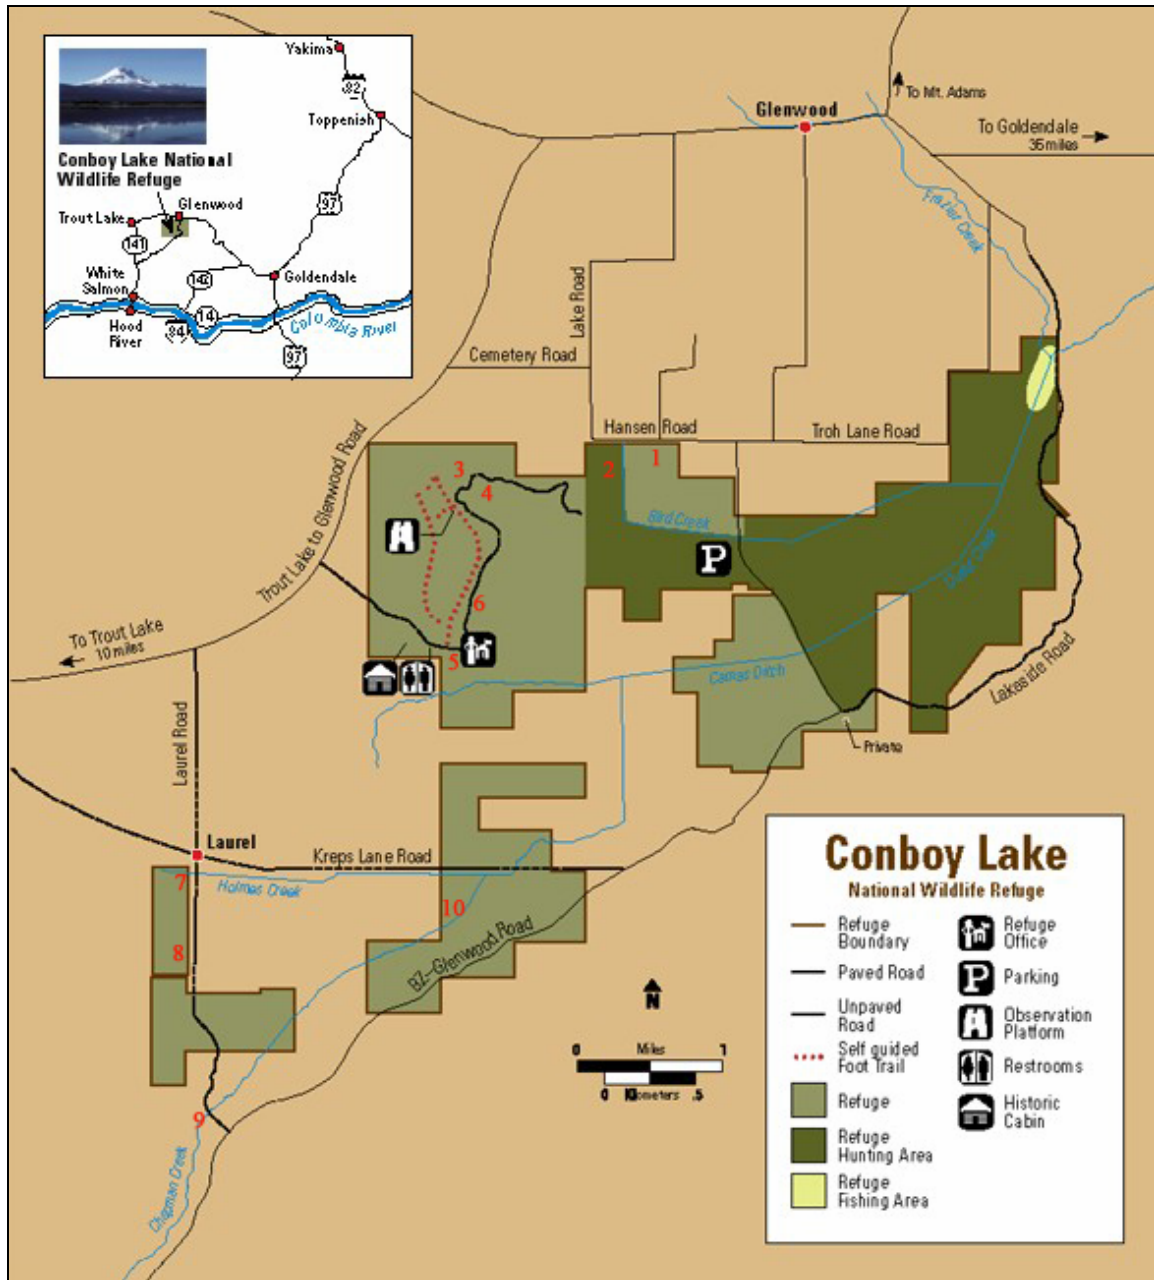 Yakima
82
Toppenish
Conboy Lake National
Wildlife Refuge
97
Glenwood
Trout Lake
141
142
Goldendale
White
Salmon
14
84
Hood
River
Columbia River
97
To Mt. Adams
Glenwood
To Goldendale
35 miles
Frazier Creek
Lake Road
Cemetery Road
Hansen Road
Troh Lane Road
Trout Lake to Glenwood Road
1
2
3
4
Bird Creek
P
Outlet Creek
6
5
To Trout Lake
10 miles
Camas Ditch
Lakeside Road
Private
Laurel Road
Laurel
Kreps Lane Road
7
Holmes Creek
10
8
BZ-Glenwood Road
9
Chapman Creek
N
0 Miles 1
0 .5
Conboy Lake
National Wildlife Refuge
Refuge
Boundary
Paved Road
Unpaved
Road
Self guided
Foot Trail
Refuge
Refuge
Hunting Area
Refuge
Fishing Area
Refuge
Office
P
Parking
Observation
Platform
Restrooms
Historic
Cabin